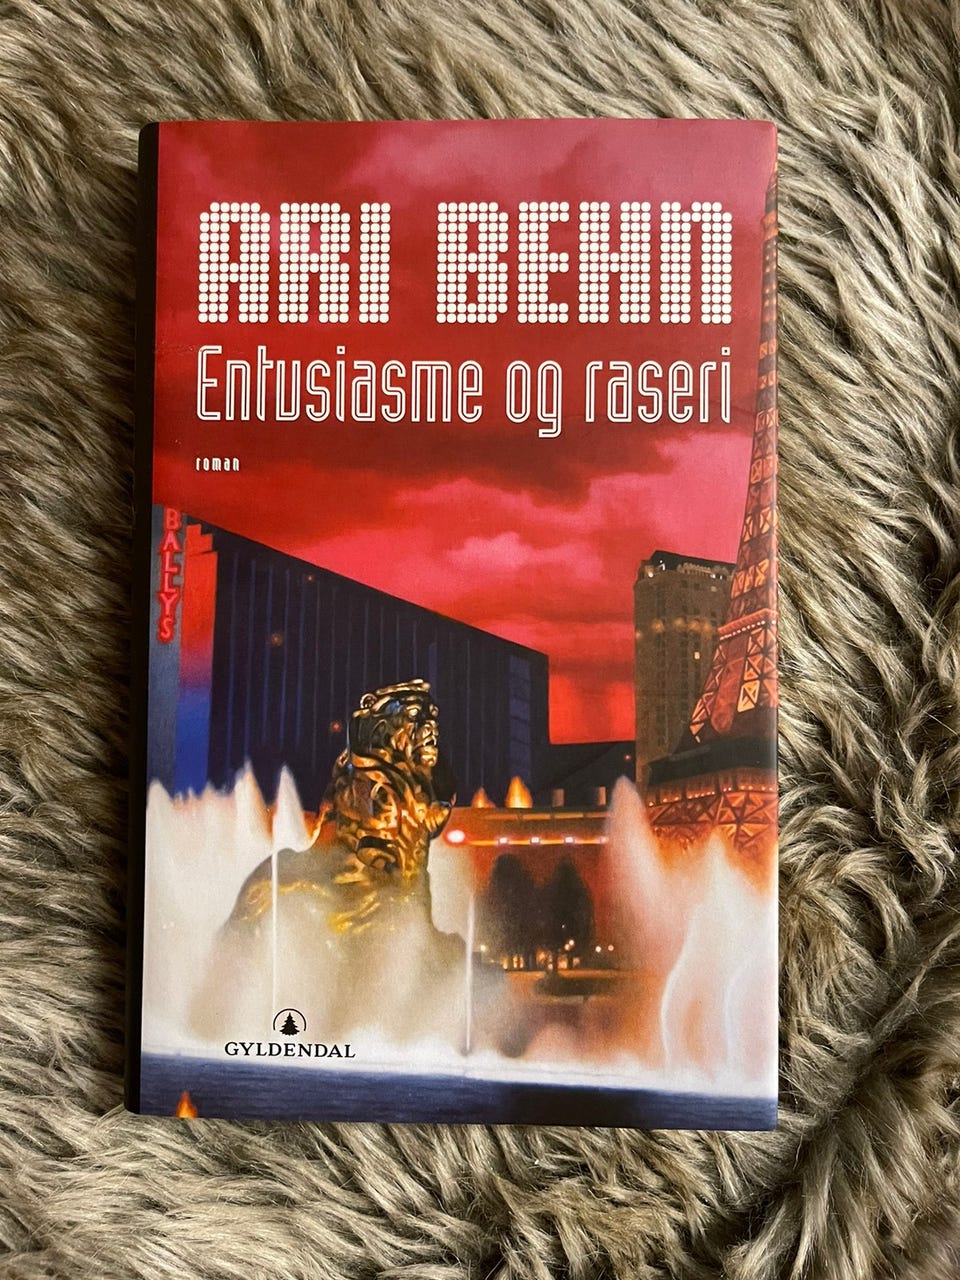 ARI BEHN
Entusiasme og raseri
roman
BALLYS
GYLDENDAL